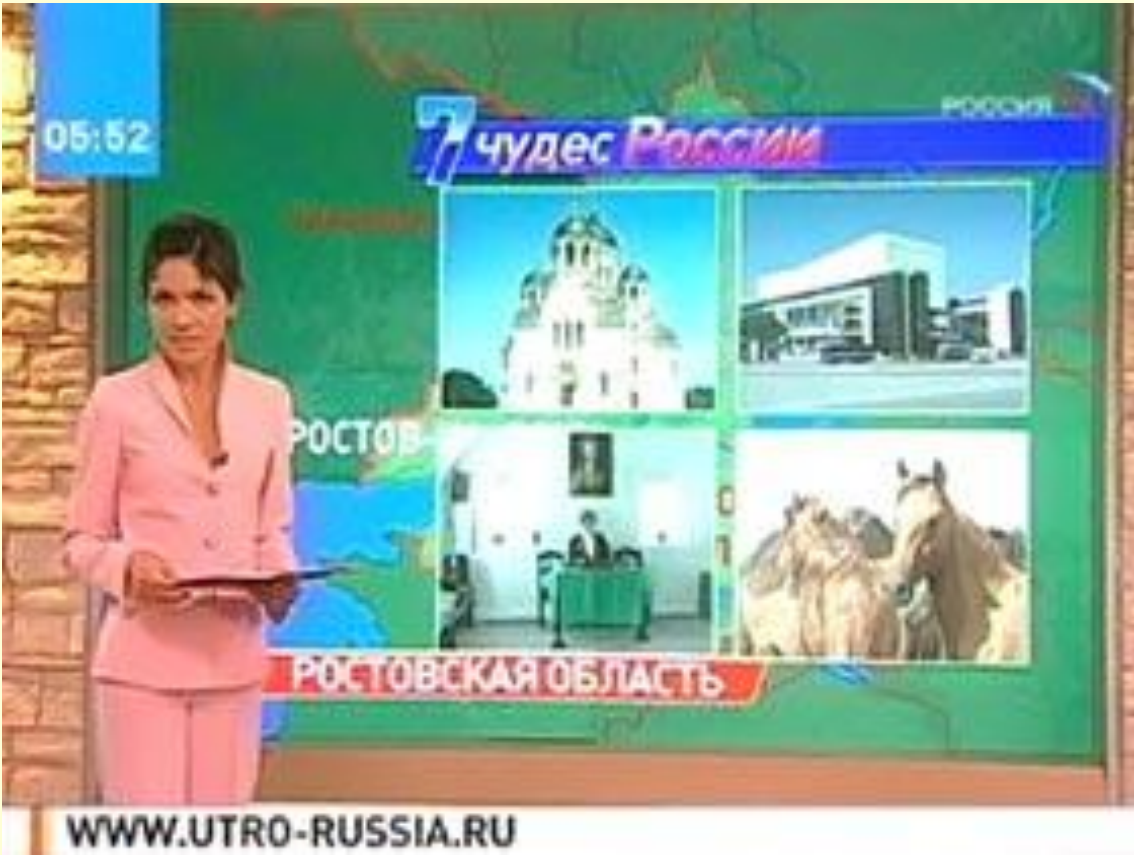 05:52
РОССИЯ
7 чудес России
РОСТОВ
РОСТОВСКАЯ ОБЛАСТЬ
WWW.UTRO-RUSSIA.RU